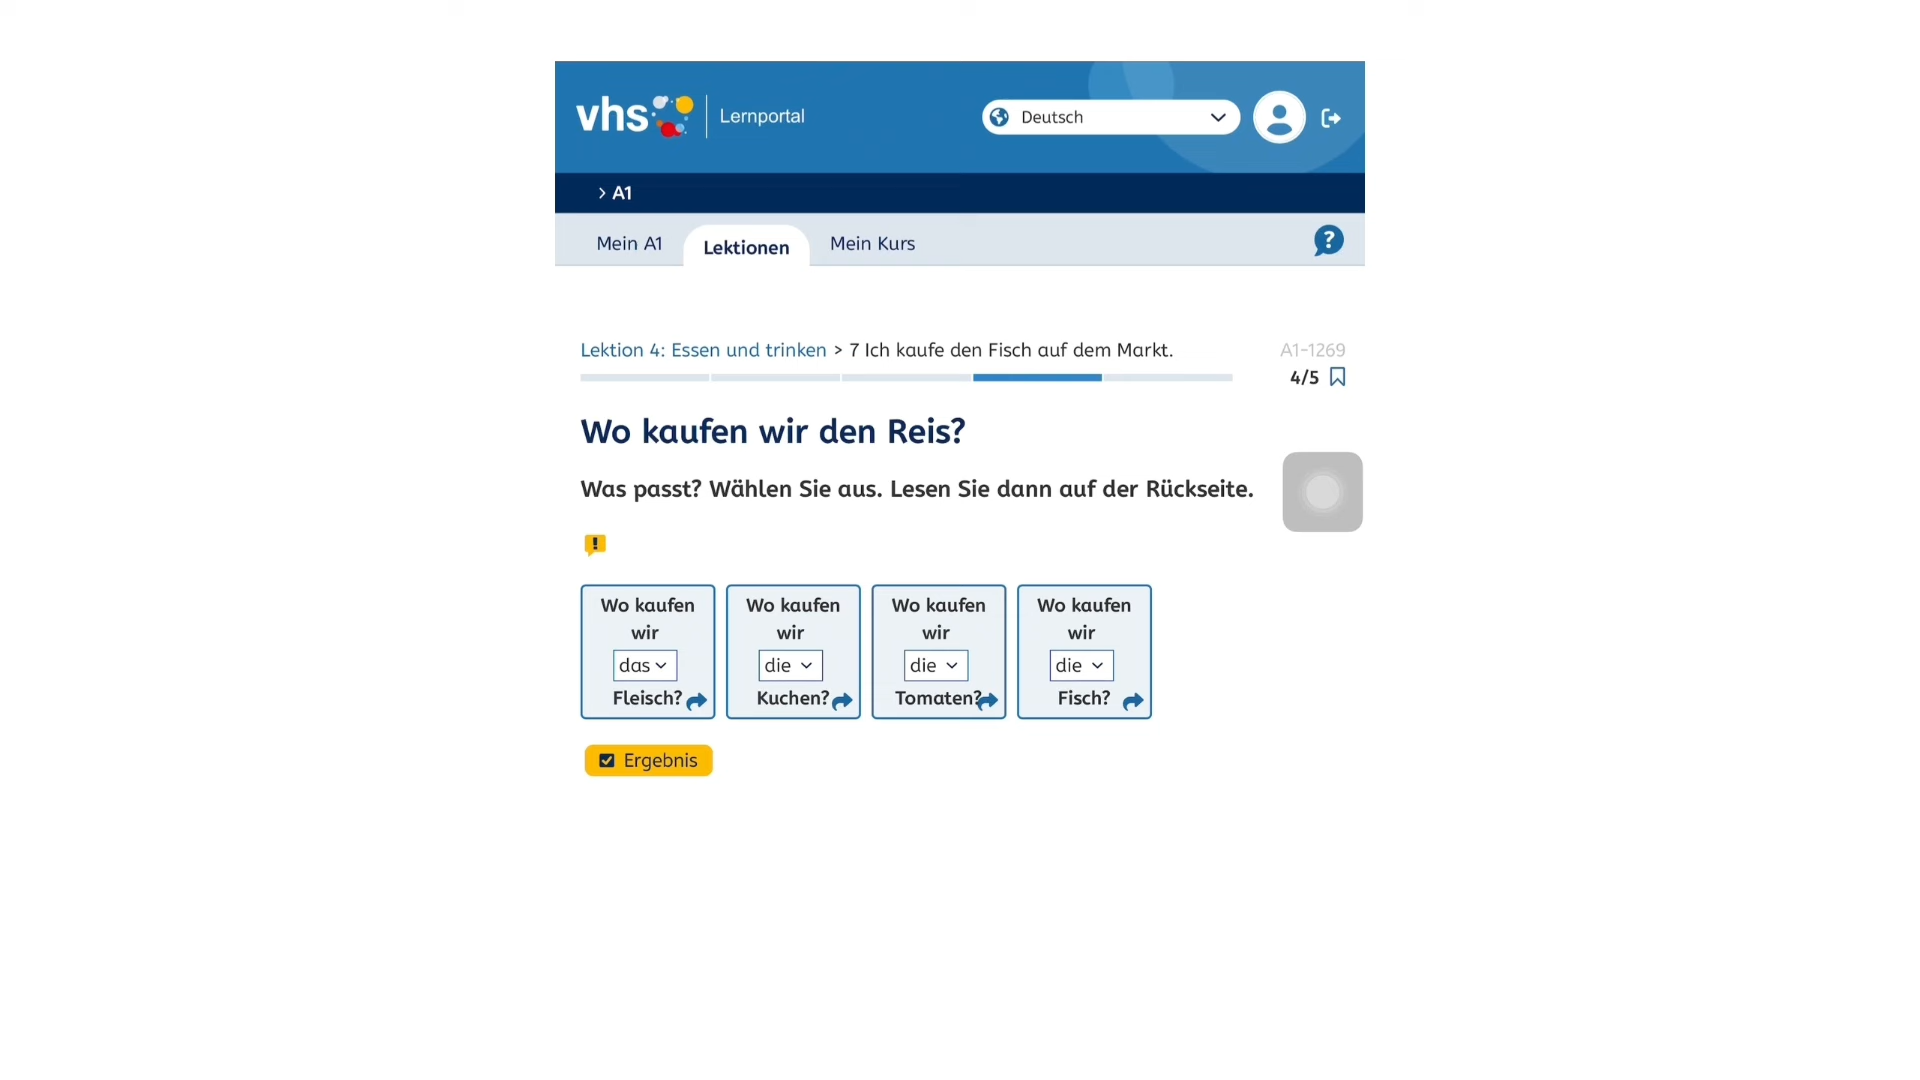 vhs Lernportal Deutsch
> A1
Mein A1 Lektionen Mein Kurs ?
Lektion 4: Essen und trinken > 7 Ich kaufe den Fisch auf dem Markt. A1-1269
4/5
Wo kaufen wir den Reis?
Was passt? Wählen Sie aus. Lesen Sie dann auf der Rückseite.
!
Wo kaufen
wir
das
Fleisch?
Wo kaufen
wir
die
Kuchen?
Wo kaufen
wir
die
Tomaten?
Wo kaufen
wir
die
Fisch?
Ergebnis